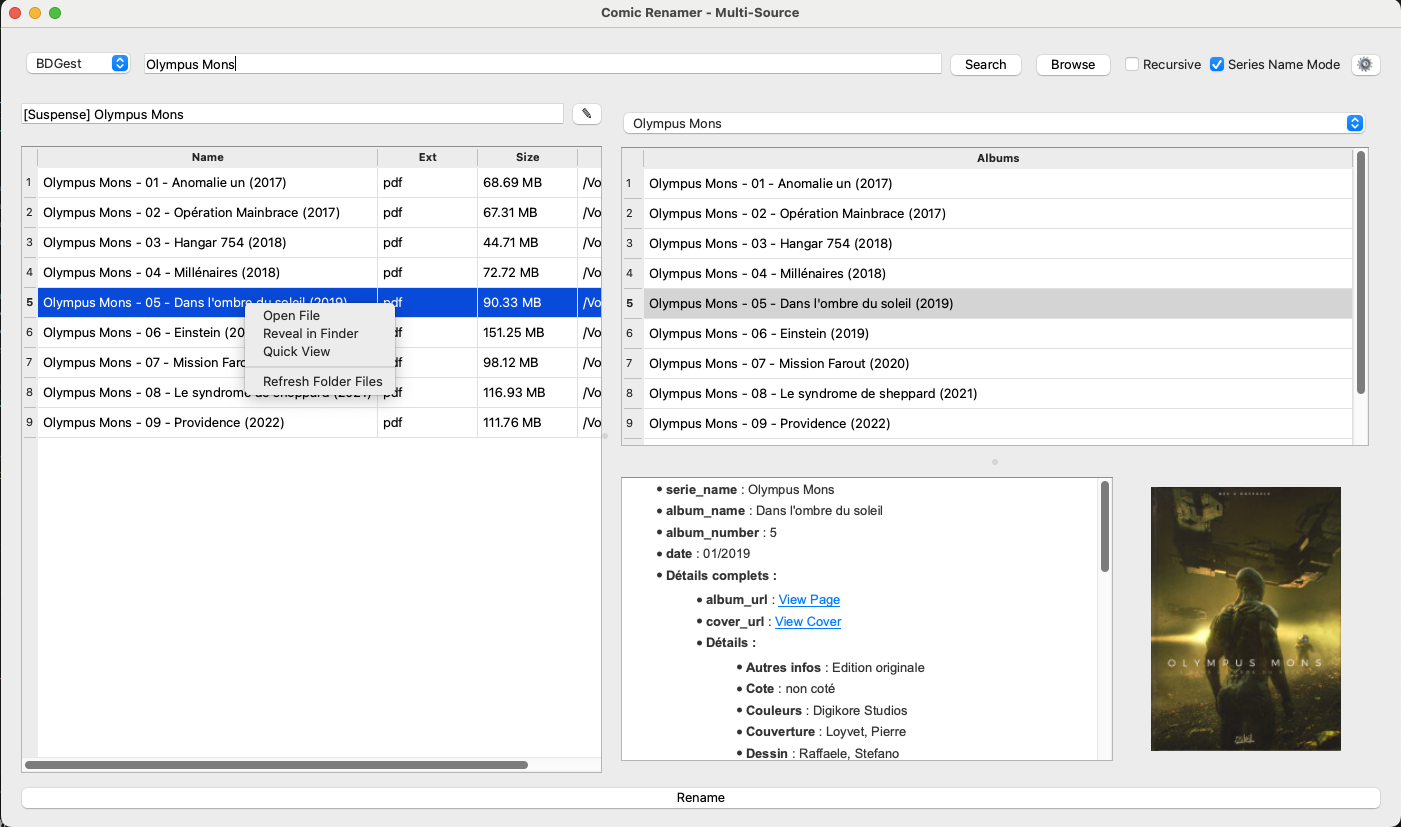 Comic Renamer - Multi-Source
BDGest Olympus Mons Search Browse Recursive Series Name Mode
[Suspense] Olympus Mons
Name Ext Size
1 Olympus Mons - 01 - Anomalie un (2017) pdf 68.69 MB /Vo
2 Olympus Mons - 02 - Opération Mainbrace (2017) pdf 67.31 MB /Vo
3 Olympus Mons - 03 - Hangar 754 (2018) pdf 44.71 MB /Vo
4 Olympus Mons - 04 - Millénaires (2018) pdf 72.72 MB /Vo
5 Olympus Mons - 05 - Dans l'ombre du soleil (2019) pdf 90.33 MB /Vo
6 Olympus Mons - 06 - Einstein (20 df 151.25 MB /Vo
7 Olympus Mons - 07 - Mission Faro df 98.12 MB /Vo
8 Olympus Mons - 08 - Le syndrome de sheppard (2021) pdf 116.93 MB /Vo
9 Olympus Mons - 09 - Providence (2022) pdf 111.76 MB /Vo
Open File
Reveal in Finder
Quick View
Refresh Folder Files
Olympus Mons
Albums
1 Olympus Mons - 01 - Anomalie un (2017)
2 Olympus Mons - 02 - Opération Mainbrace (2017)
3 Olympus Mons - 03 - Hangar 754 (2018)
4 Olympus Mons - 04 - Millénaires (2018)
5 Olympus Mons - 05 - Dans l'ombre du soleil (2019)
6 Olympus Mons - 06 - Einstein (2019)
7 Olympus Mons - 07 - Mission Farout (2020)
8 Olympus Mons - 08 - Le syndrome de sheppard (2021)
9 Olympus Mons - 09 - Providence (2022)
• serie_name : Olympus Mons
• album_name : Dans l'ombre du soleil
• album_number : 5
• date : 01/2019
• Détails complets :
• album_url : View Page
• cover_url : View Cover
• Détails :
• Autres infos : Edition originale
• Cote : non coté
• Couleurs : Digikore Studios
• Couverture : Loyvet, Pierre
• Dessin : Raffaele, Stefano
OLYMPUS MONS
Rename